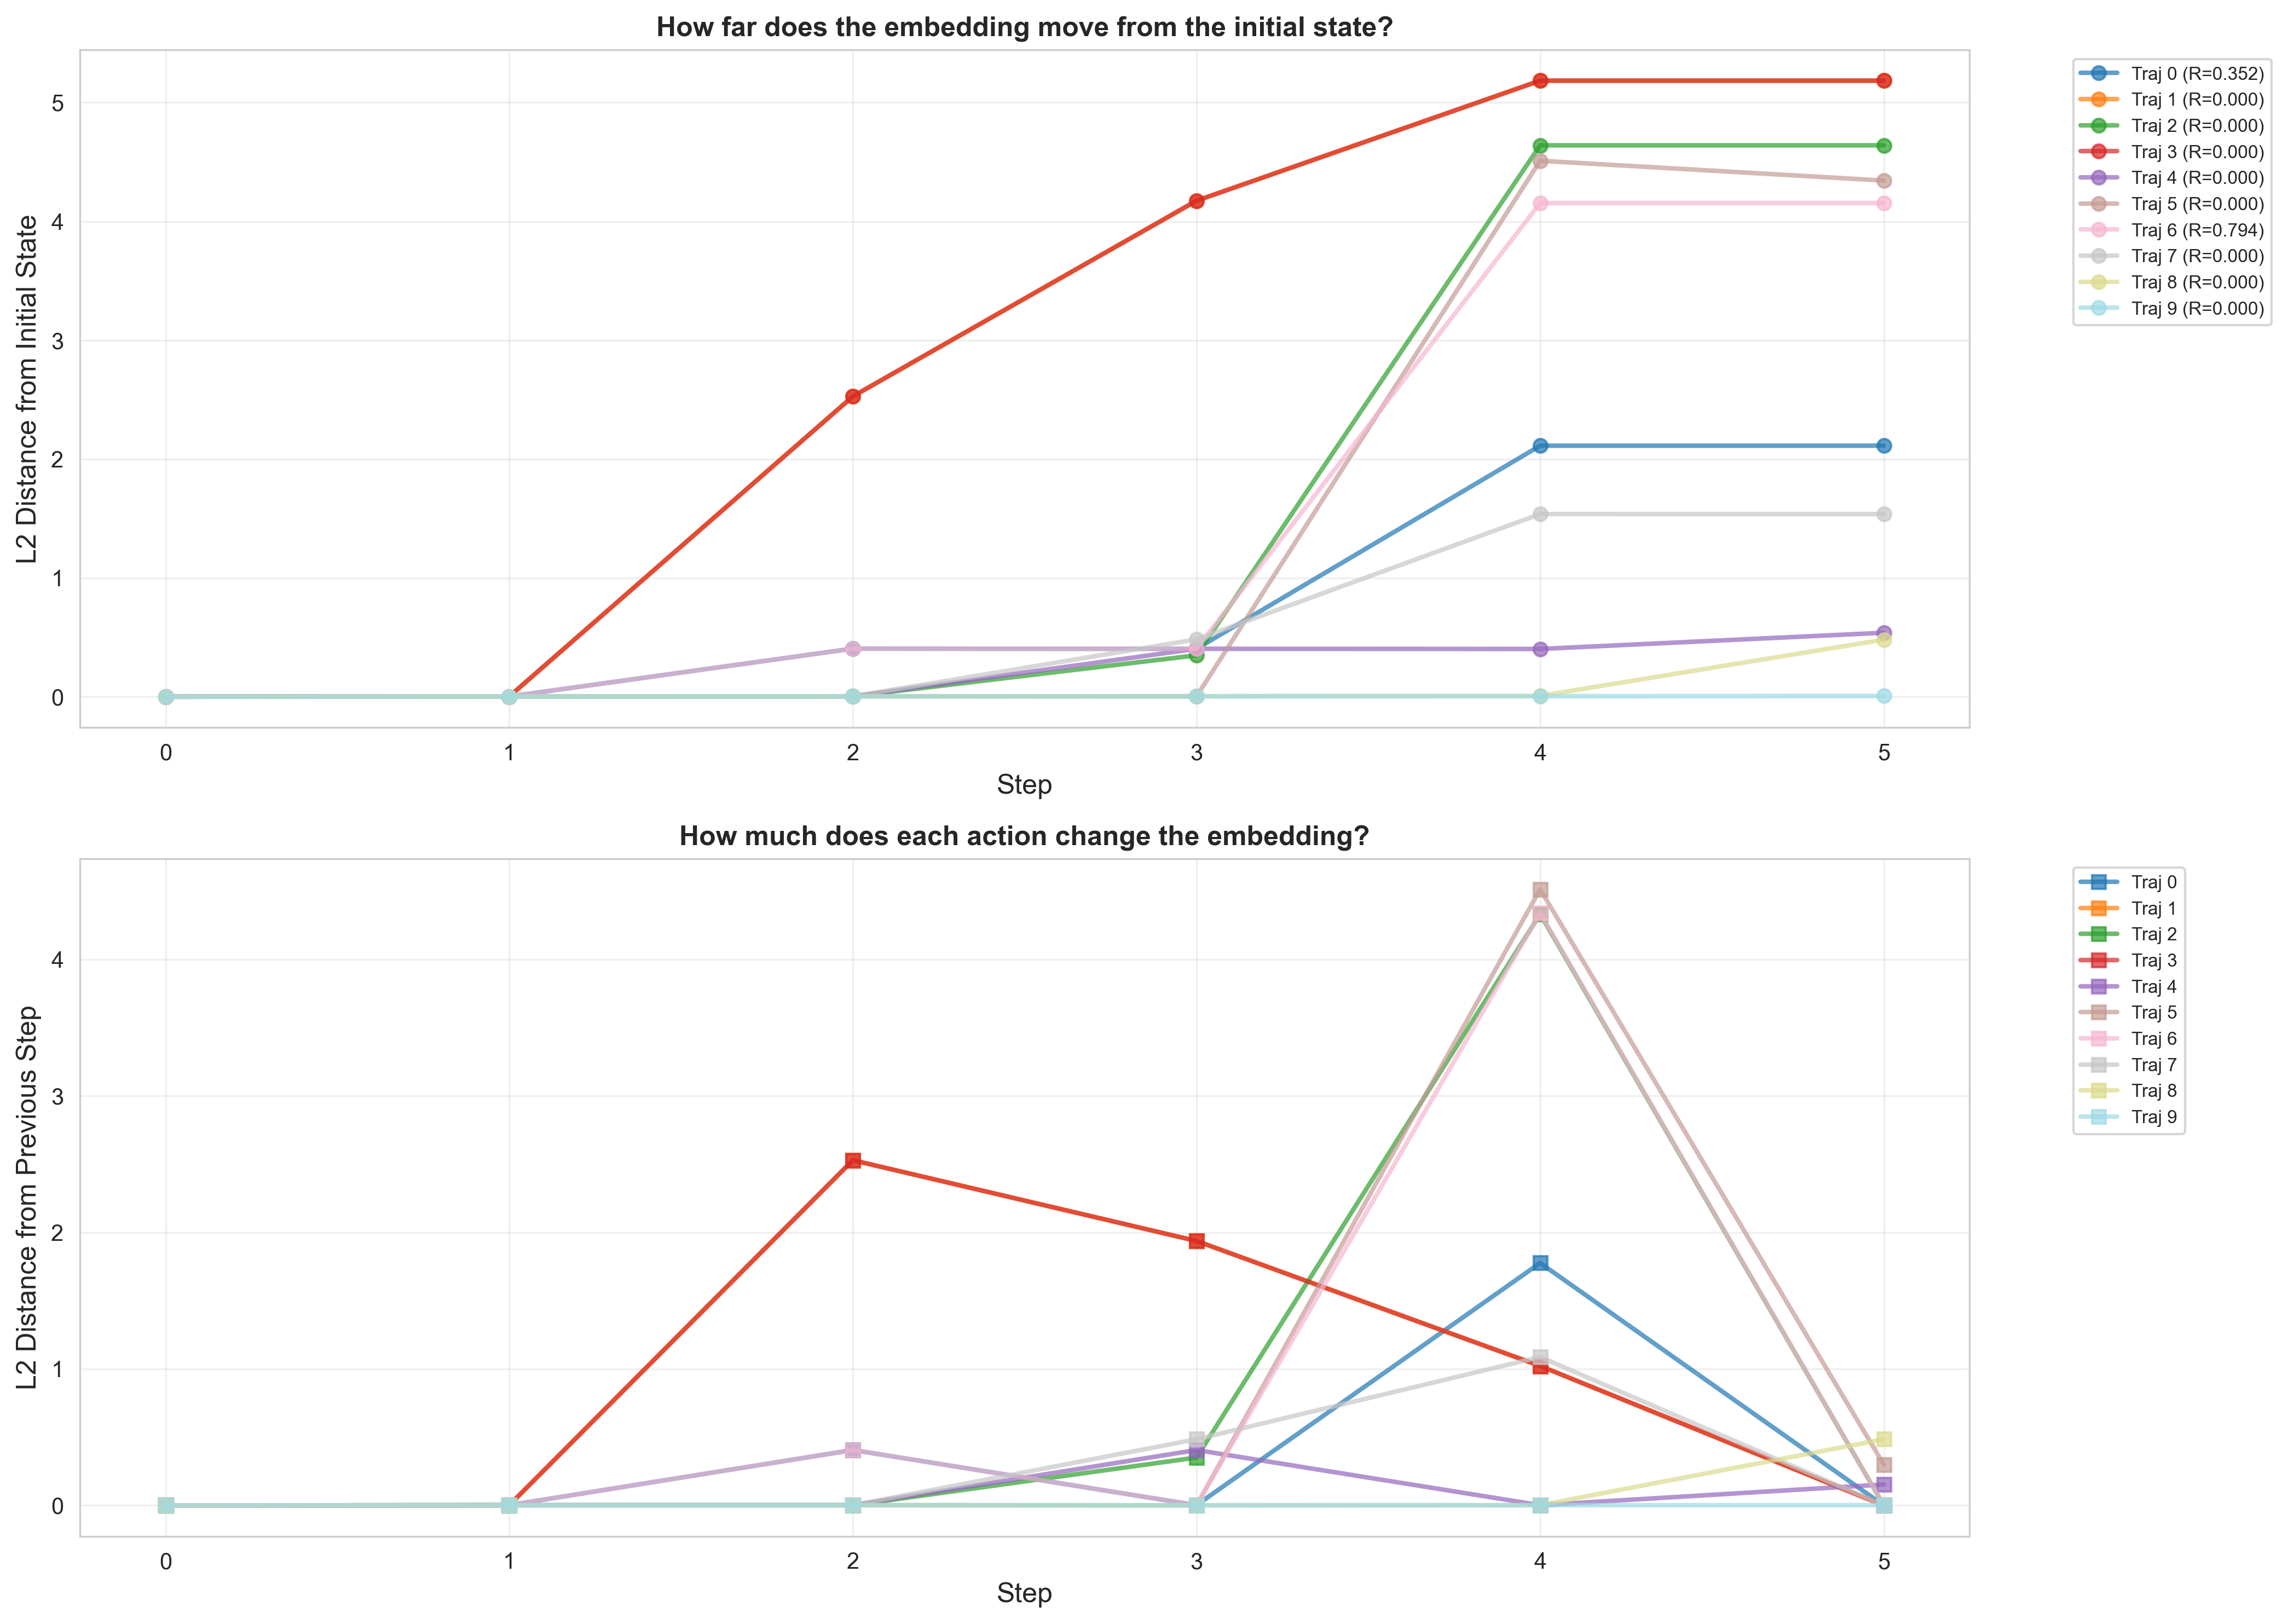 How far does the embedding move from the initial state?
L2 Distance from Initial State
5
4
3
2
1
0
0 1 2 3 4 5
Step
Traj 0 (R=0.352)
Traj 1 (R=0.000)
Traj 2 (R=0.000)
Traj 3 (R=0.000)
Traj 4 (R=0.000)
Traj 5 (R=0.000)
Traj 6 (R=0.794)
Traj 7 (R=0.000)
Traj 8 (R=0.000)
Traj 9 (R=0.000)
How much does each action change the embedding?
L2 Distance from Previous Step
4
3
2
1
0
0 1 2 3 4 5
Step
Traj 0
Traj 1
Traj 2
Traj 3
Traj 4
Traj 5
Traj 6
Traj 7
Traj 8
Traj 9